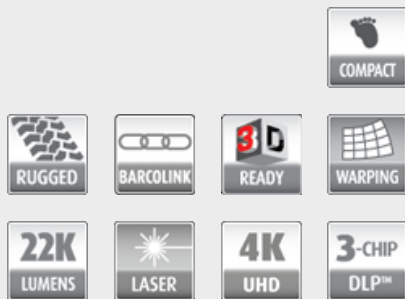 COMPACT
RUGGED
BARCOLINK
3D
READY
WARPING
22K
LUMENS
LASER
4K
UHD
3-CHIP
DLP™